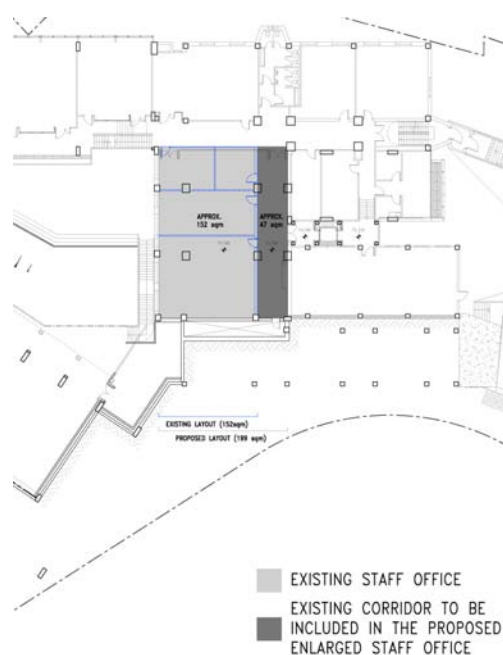 APPROX.
152 sqm
APPROX.
47 sqm
EXISTING LAYOUT (152sqm)
PROPOSED LAYOUT (199 sqm)
EXISTING STAFF OFFICE
EXISTING CORRIDOR TO BE
INCLUDED IN THE PROPOSED
ENLARGED STAFF OFFICE